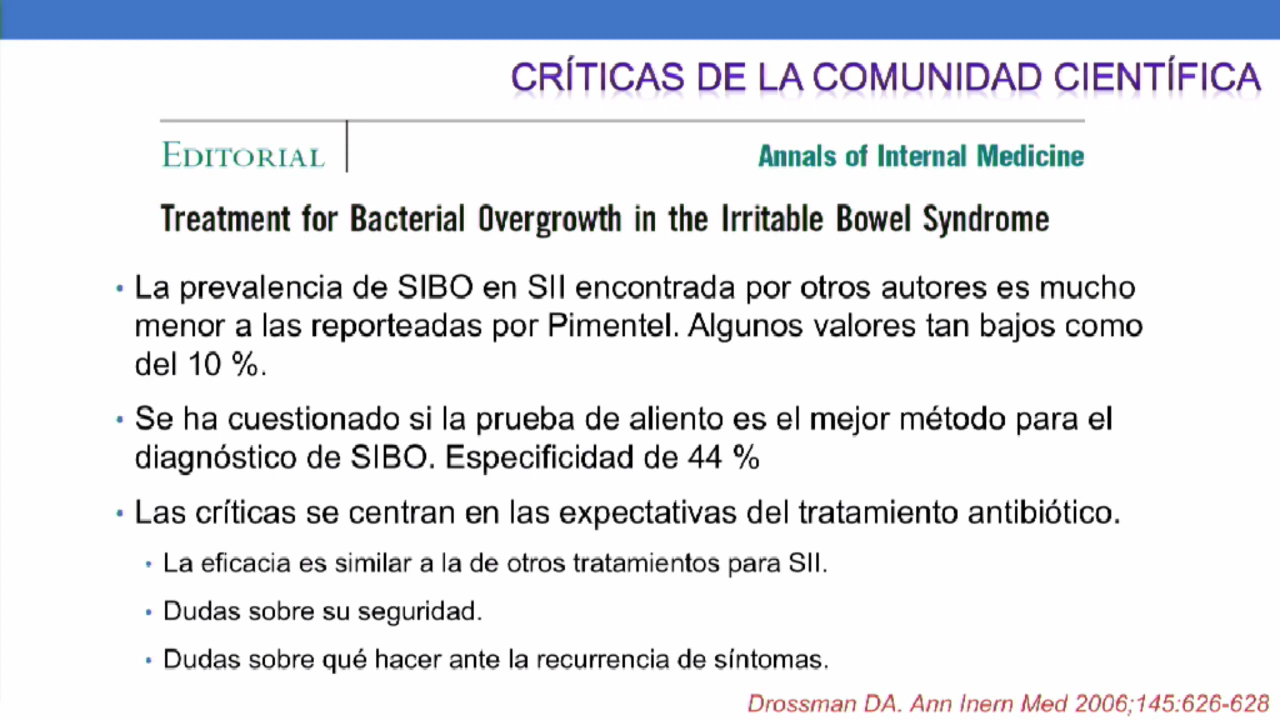 CRÍTICAS DE LA COMUNIDAD CIENTÍFICA
EDITORIAL
Annals of Internal Medicine
Treatment for Bacterial Overgrowth in the Irritable Bowel Syndrome
• La prevalencia de SIBO en SII encontrada por otros autores es mucho
menor a las reporteadas por Pimentel. Algunos valores tan bajos como
del 10 %.
• Se ha cuestionado si la prueba de aliento es el mejor método para el
diagnóstico de SIBO. Especificidad de 44 %
• Las críticas se centran en las expectativas del tratamiento antibiótico.
• La eficacia es similar a la de otros tratamientos para SII.
• Dudas sobre su seguridad.
• Dudas sobre qué hacer ante la recurrencia de síntomas.
Drossman DA. Ann Inern Med 2006;145:626-628